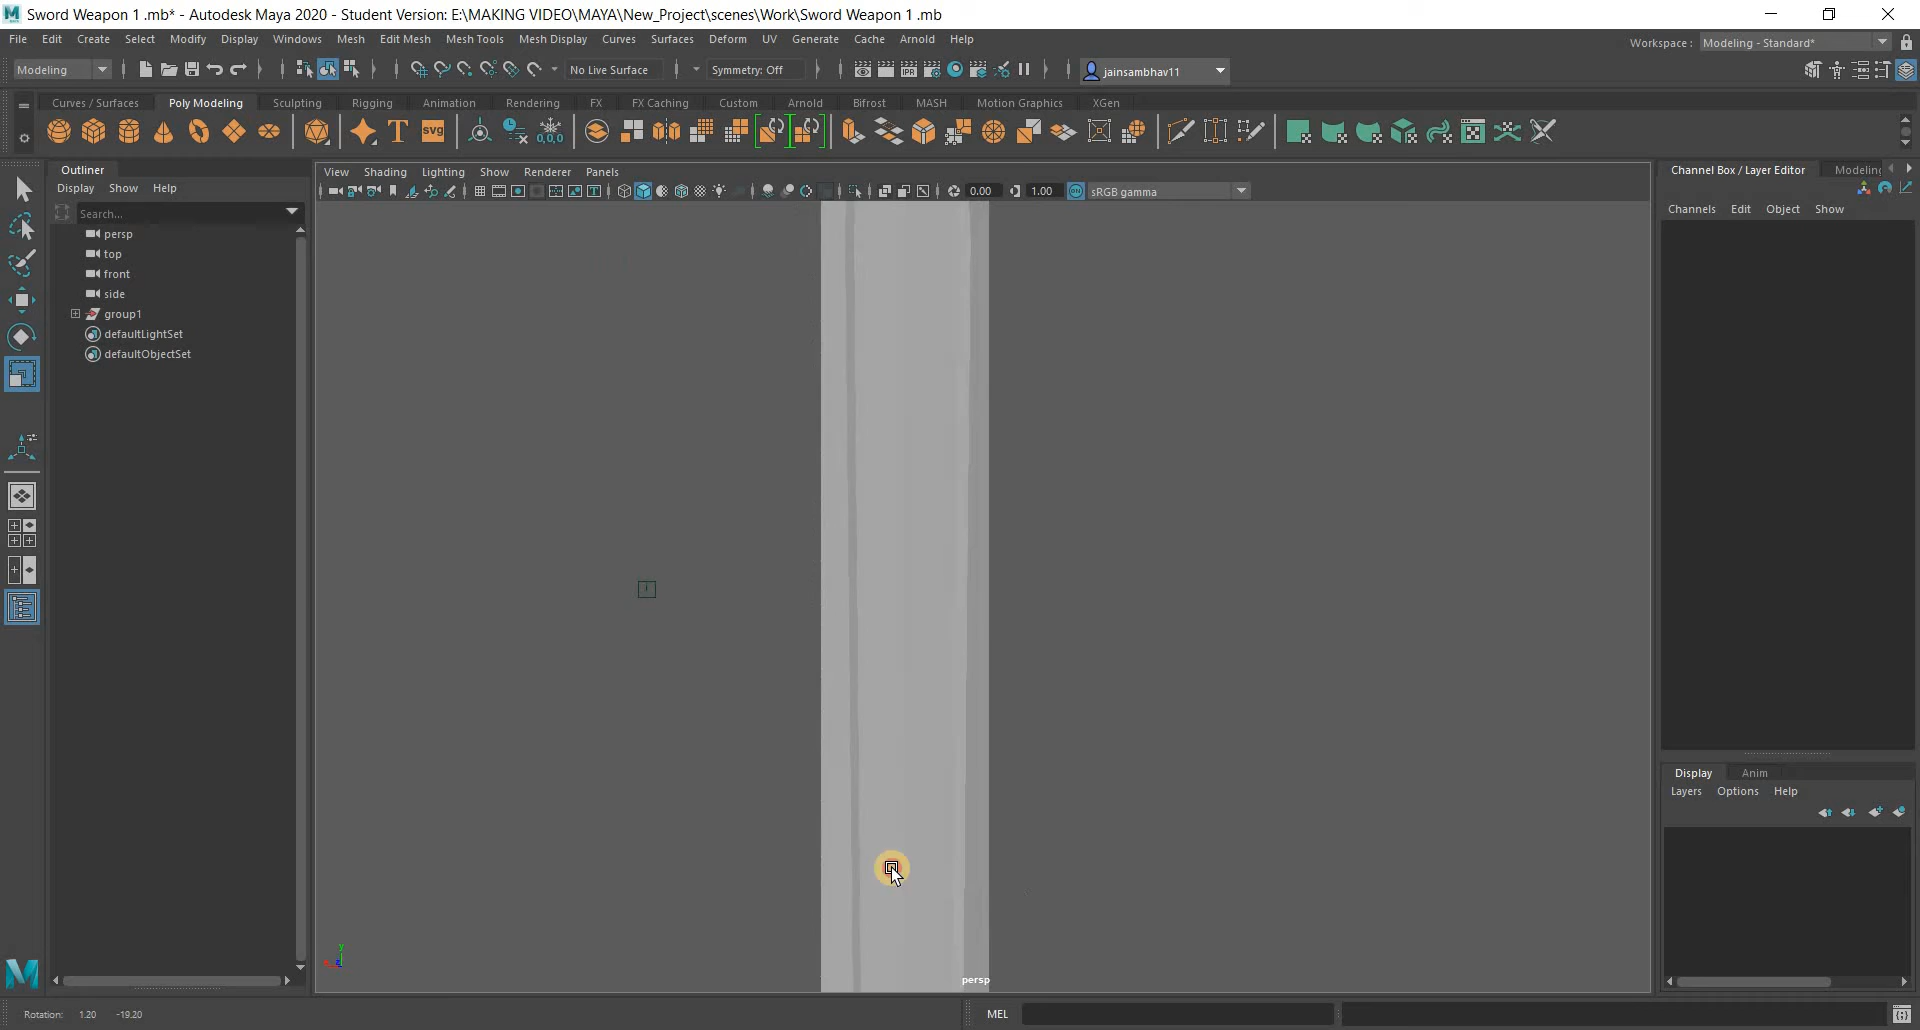 Sword Weapon 1 .mb* - Autodesk Maya 2020 - Student Version: E:\MAKING VIDEO\MAYA\New_Project\scenes\Work\Sword Weapon 1 .mb
File Edit Create Select Modify Display Windows Mesh Edit Mesh Mesh Tools Mesh Display Curves Surfaces Deform UV Generate Cache Arnold Help
Workspace : Modeling - Standard*
Modeling No Live Surface Symmetry: Off jainsambhav11
Curves / Surfaces Poly Modeling Sculpting Rigging Animation Rendering FX FX Caching Custom Arnold Bifrost MASH Motion Graphics XGen
Outliner
Display Show Help
Search...
persp
top
front
side
group1
defaultLightSet
defaultObjectSet
View Shading Lighting Show Renderer Panels
0.00 1.00 ON sRGB gamma
y
persp
Channel Box / Layer Editor Modeling
Channels Edit Object Show
Display Anim
Layers Options Help
Rotation: 1.20 -19.20
MEL